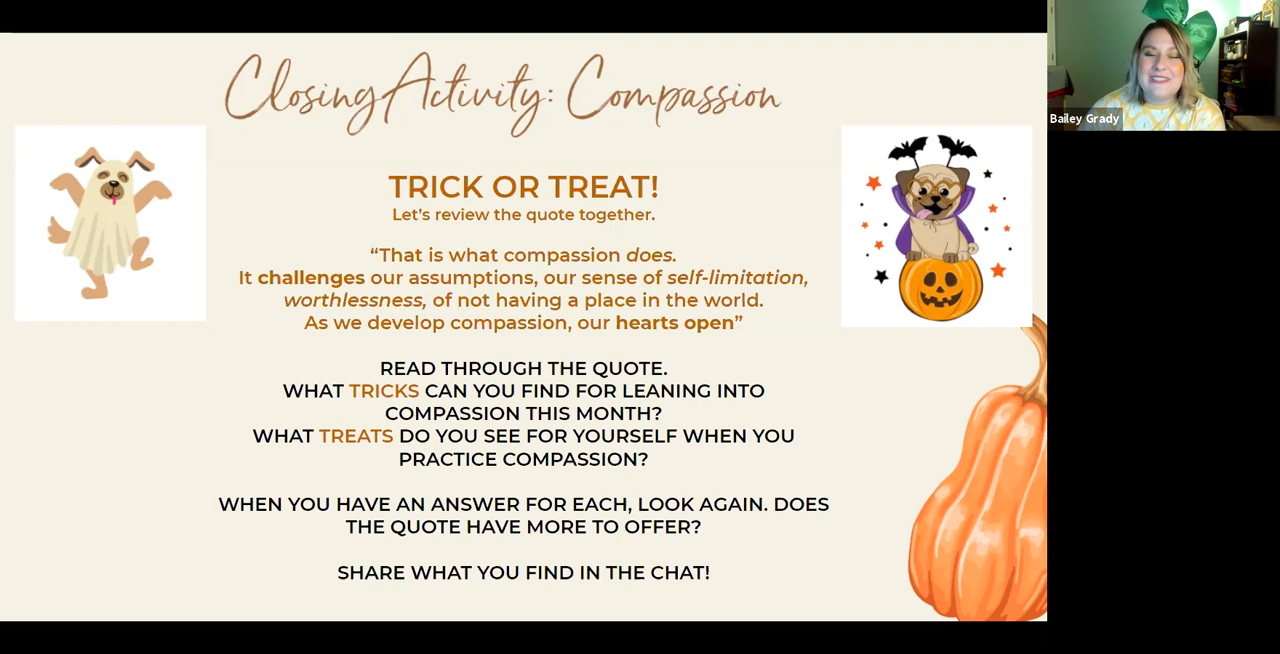 Closing Activity: Compassion
Bailey Grady
TRICK OR TREAT!
Let's review the quote together.
“That is what compassion does.
It challenges our assumptions, our sense of self-limitation,
worthlessness, of not having a place in the world.
As we develop compassion, our hearts open”
READ THROUGH THE QUOTE.
WHAT TRICKS CAN YOU FIND FOR LEANING INTO
COMPASSION THIS MONTH?
WHAT TREATS DO YOU SEE FOR YOURSELF WHEN YOU
PRACTICE COMPASSION?
WHEN YOU HAVE AN ANSWER FOR EACH, LOOK AGAIN. DOES
THE QUOTE HAVE MORE TO OFFER?
SHARE WHAT YOU FIND IN THE CHAT!